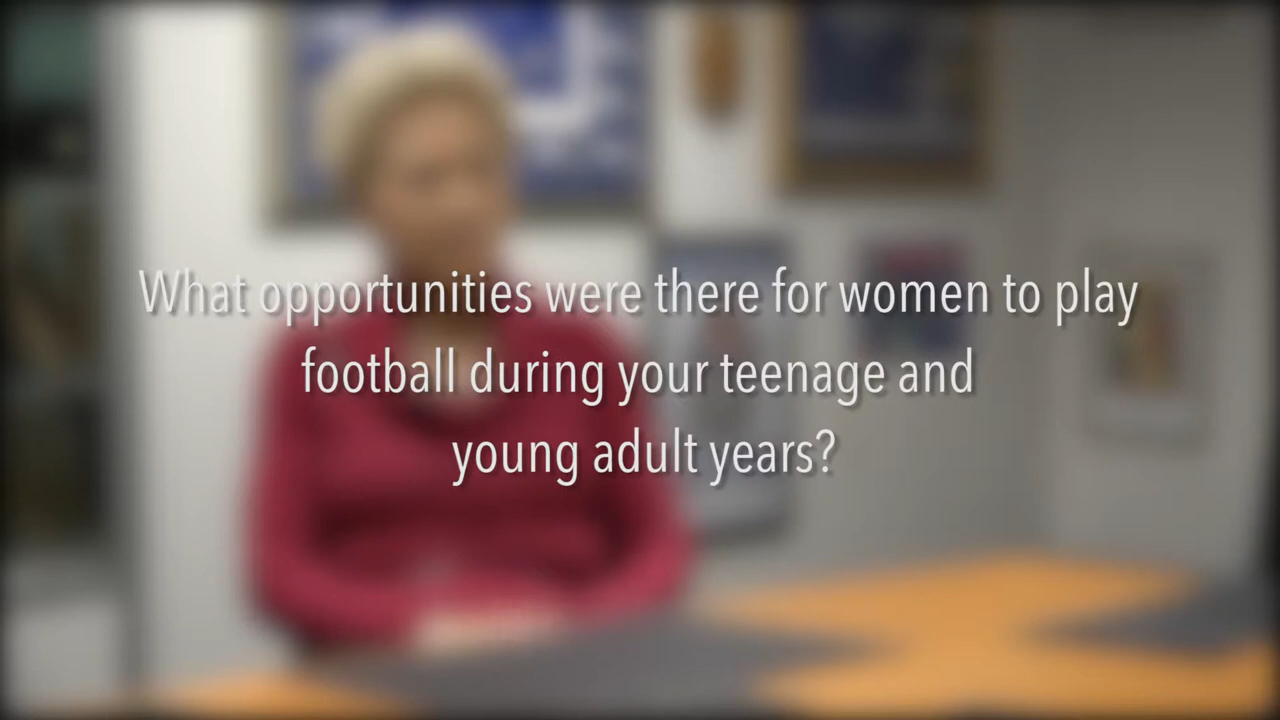 What opportunities were there for women to play
football during your teenage and
young adult years?